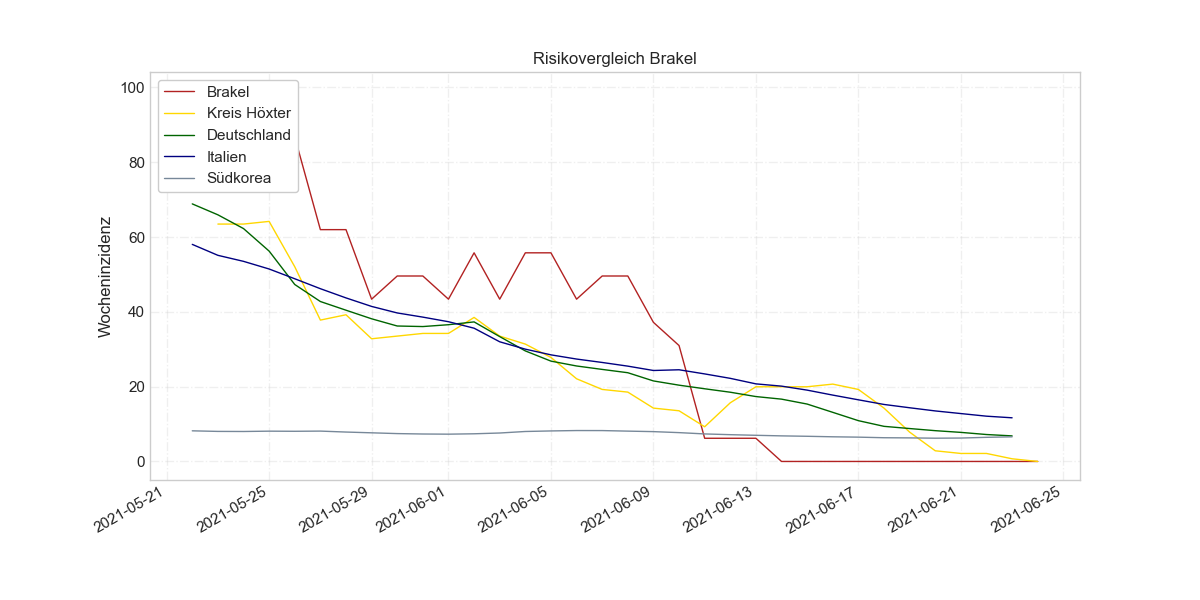 Risikovergleich Brakel
Brakel
Kreis Höxter
Deutschland
Italien
Südkorea
Wocheninzidenz
100
80
60
40
20
0
2021-05-21
2021-05-25
2021-05-29
2021-06-01
2021-06-05
2021-06-09
2021-06-13
2021-06-17
2021-06-21
2021-06-25